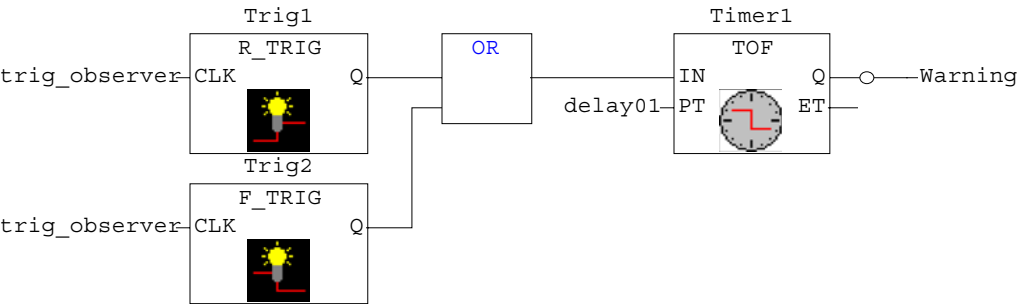 Trig1
Timer1
R_TRIG
OR
TOF
trig_observer CLK Q
IN Q Warning
delay01 PT ET
Trig2
F_TRIG
trig_observer CLK Q